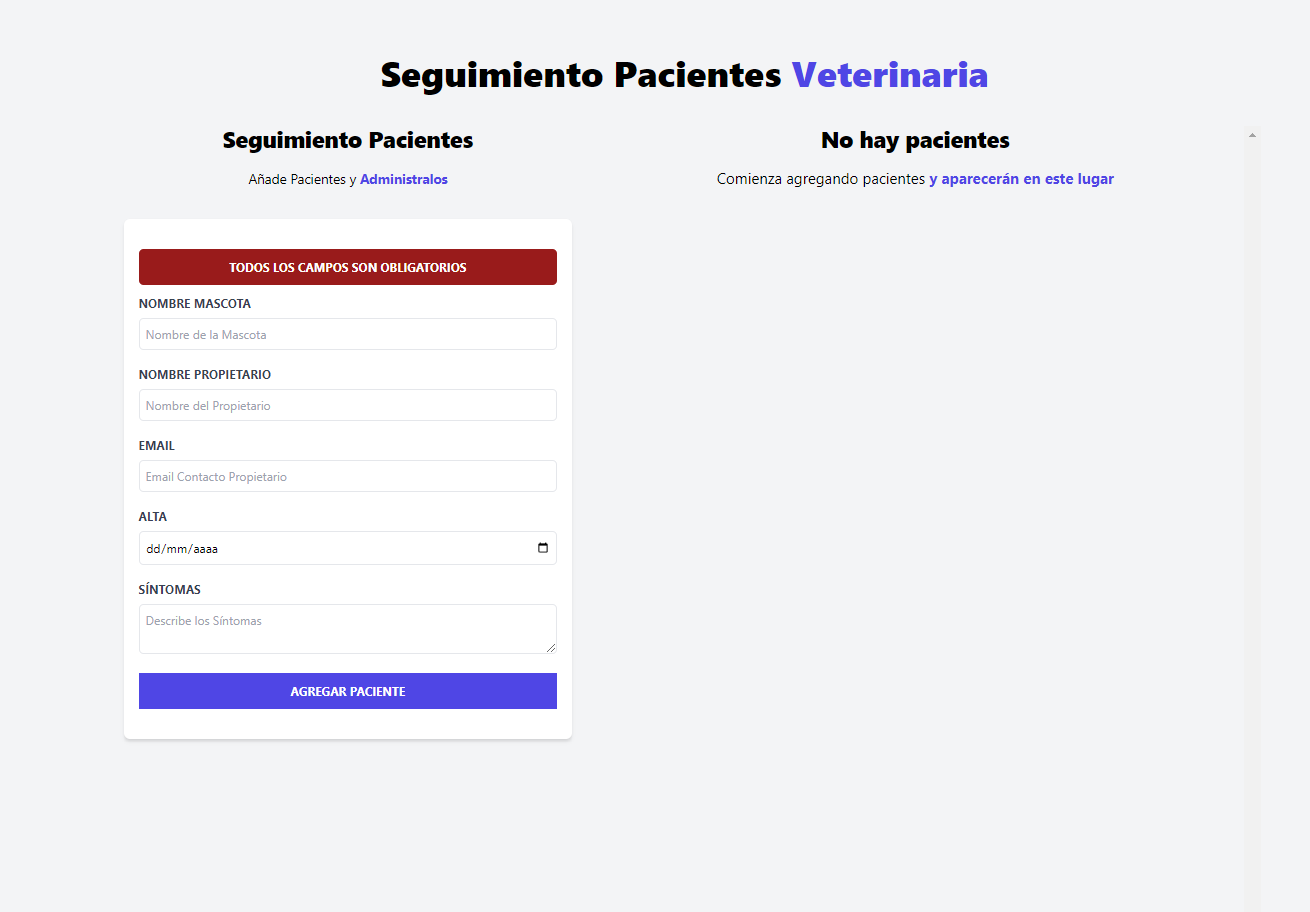 Seguimiento Pacientes Veterinaria
Seguimiento Pacientes
Añade Pacientes y Administralos
TODOS LOS CAMPOS SON OBLIGATORIOS
NOMBRE MASCOTA
Nombre de la Mascota
NOMBRE PROPIETARIO
Nombre del Propietario
EMAIL
Email Contacto Propietario
ALTA
dd/mm/aaaa
SÍNTOMAS
Describe los Síntomas
AGREGAR PACIENTE
No hay pacientes
Comienza agregando pacientes y aparecerán en este lugar